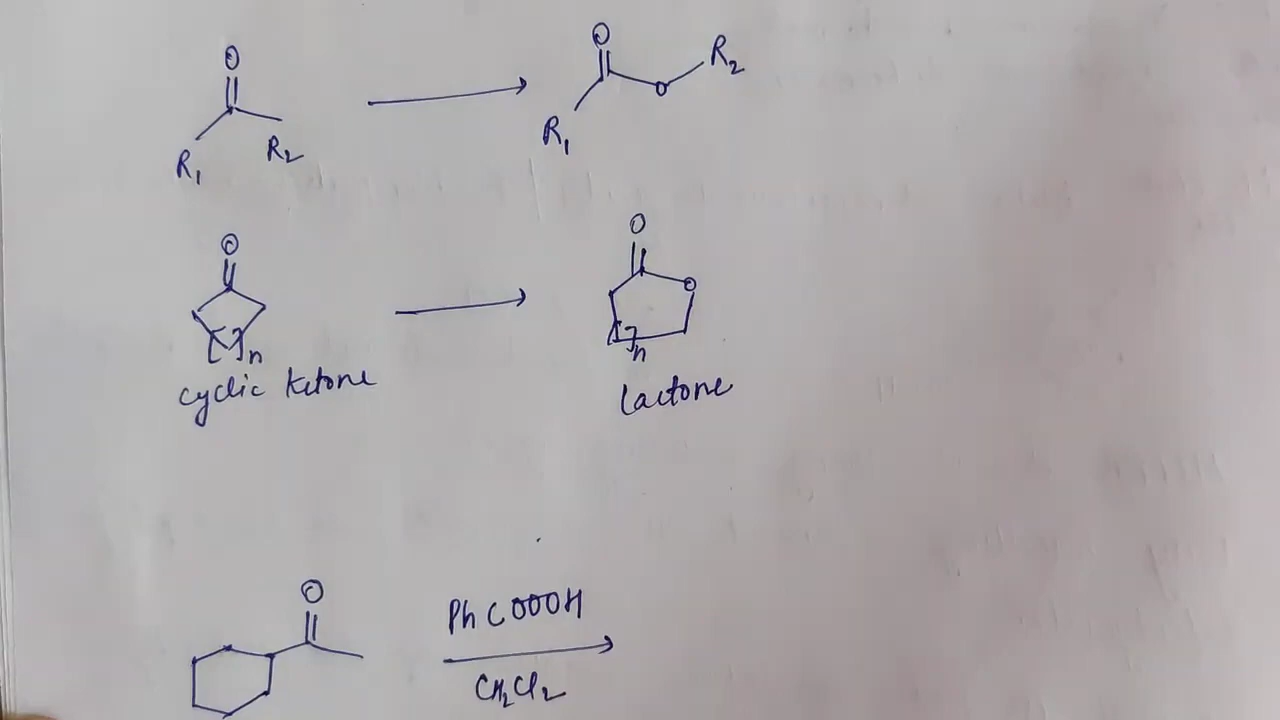 O O
R₁ R₂ → R₁ O R₂
O O
[ ]n → O [ ]n
cyclic ketone lactone
O PhCOOOH
→
CH₂Cl₂